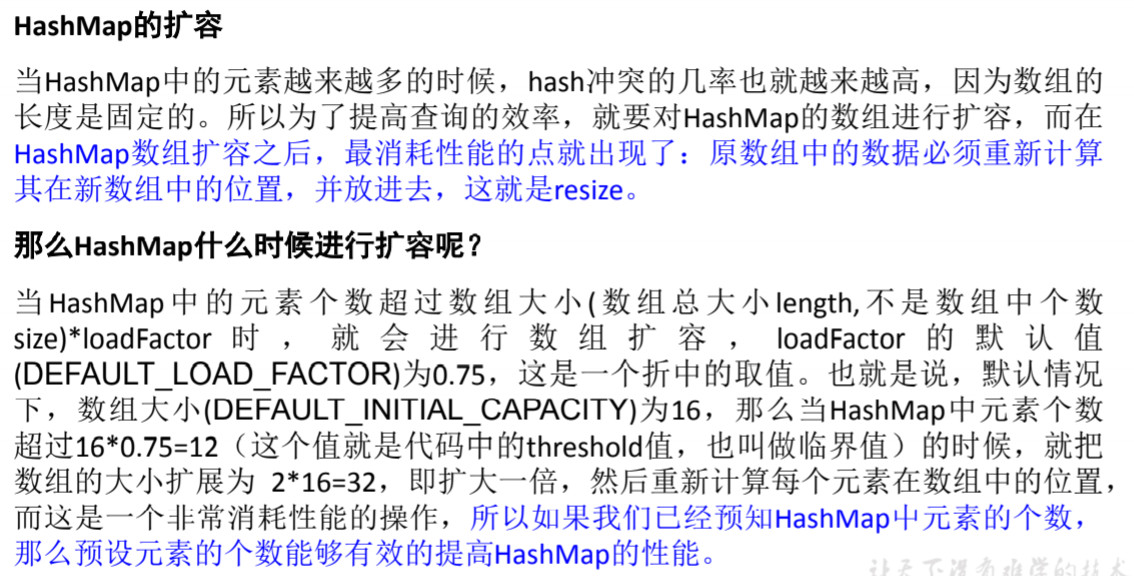 HashMap的扩容
当HashMap中的元素越来越多的时候，hash冲突的几率也就越来越高，因为数组的
长度是固定的。所以为了提高查询的效率，就要对HashMap的数组进行扩容，而在
HashMap数组扩容之后，最消耗性能的点就出现了：原数组中的数据必须重新计算
其在新数组中的位置，并放进去，这就是resize。
那么HashMap什么时候进行扩容呢？
当HashMap中的元素个数超过数组大小(数组总大小length,不是数组中个数
size)*loadFactor时，就会进行数组扩容，loadFactor的默认值
(DEFAULT_LOAD_FACTOR)为0.75，这是一个折中的取值。也就是说，默认情况
下，数组大小(DEFAULT_INITIAL_CAPACITY)为16，那么当HashMap中元素个数
超过16*0.75=12（这个值就是代码中的threshold值，也叫做临界值）的时候，就把
数组的大小扩展为 2*16=32，即扩大一倍，然后重新计算每个元素在数组中的位置，
而这是一个非常消耗性能的操作，所以如果我们已经预知HashMap中元素的个数，
那么预设元素的个数能够有效的提高HashMap的性能。
让天下没有难学的技术